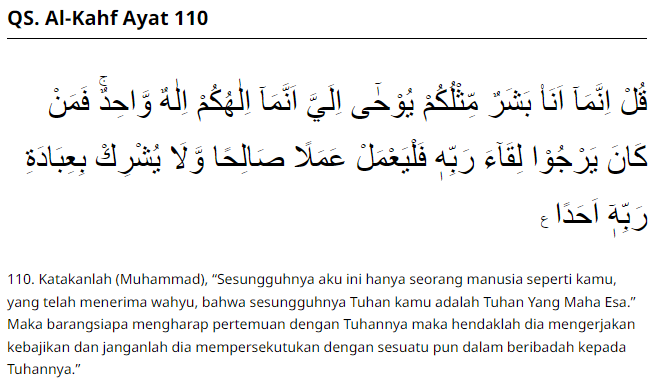 QS. Al-Kahf Ayat 110
قُلْ اِنَّمَآ اَنَا۠ بَشَرٌ مِّثْلُكُمْ يُوْحٰٓى اِلَيَّ اَنَّمَآ اِلٰهُكُمْ اِلٰهٌ وَّاحِدٌۚ فَمَنْ
كَانَ يَرْجُوْا لِقَاۤءَ رَبِّهٖ فَلْيَعْمَلْ عَمَلًا صَالِحًا وَّلَا يُشْرِكْ بِعِبَادَةِ
رَبِّهٖٓ اَحَدًا ࣖ
110. Katakanlah (Muhammad), “Sesungguhnya aku ini hanya seorang manusia seperti kamu,
yang telah menerima wahyu, bahwa sesungguhnya Tuhan kamu adalah Tuhan Yang Maha Esa.”
Maka barangsiapa mengharap pertemuan dengan Tuhannya maka hendaklah dia mengerjakan
kebajikan dan janganlah dia mempersekutukan dengan sesuatu pun dalam beribadah kepada
Tuhannya.”